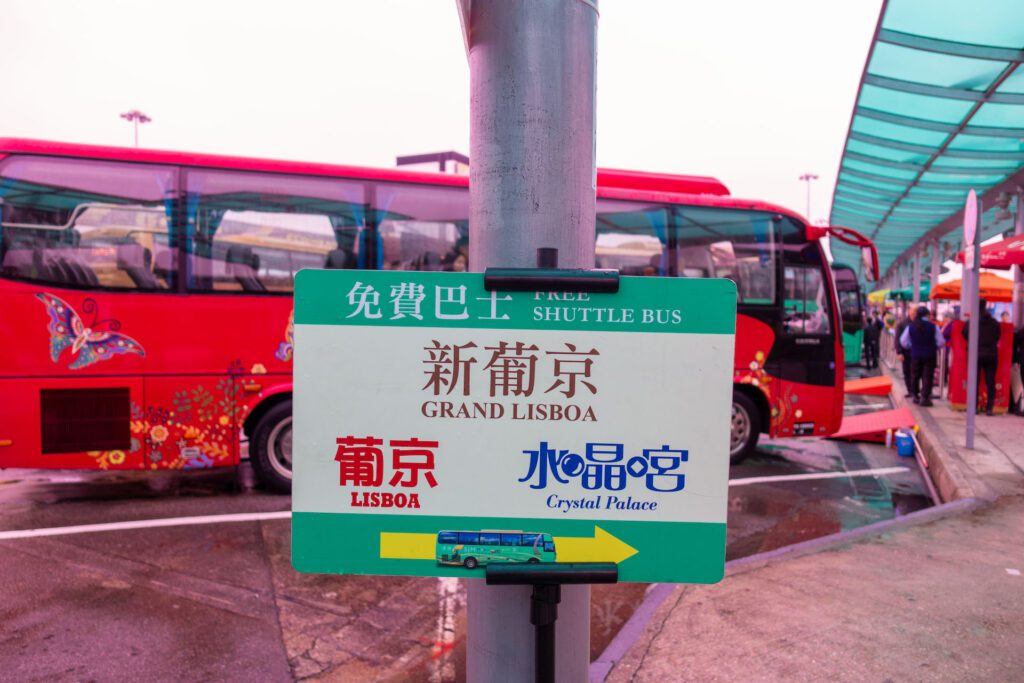 免費巴士 FREE
SHUTTLE BUS
新葡京
GRAND LISBOA
葡京
LISBOA
水晶宮
Crystal Palace